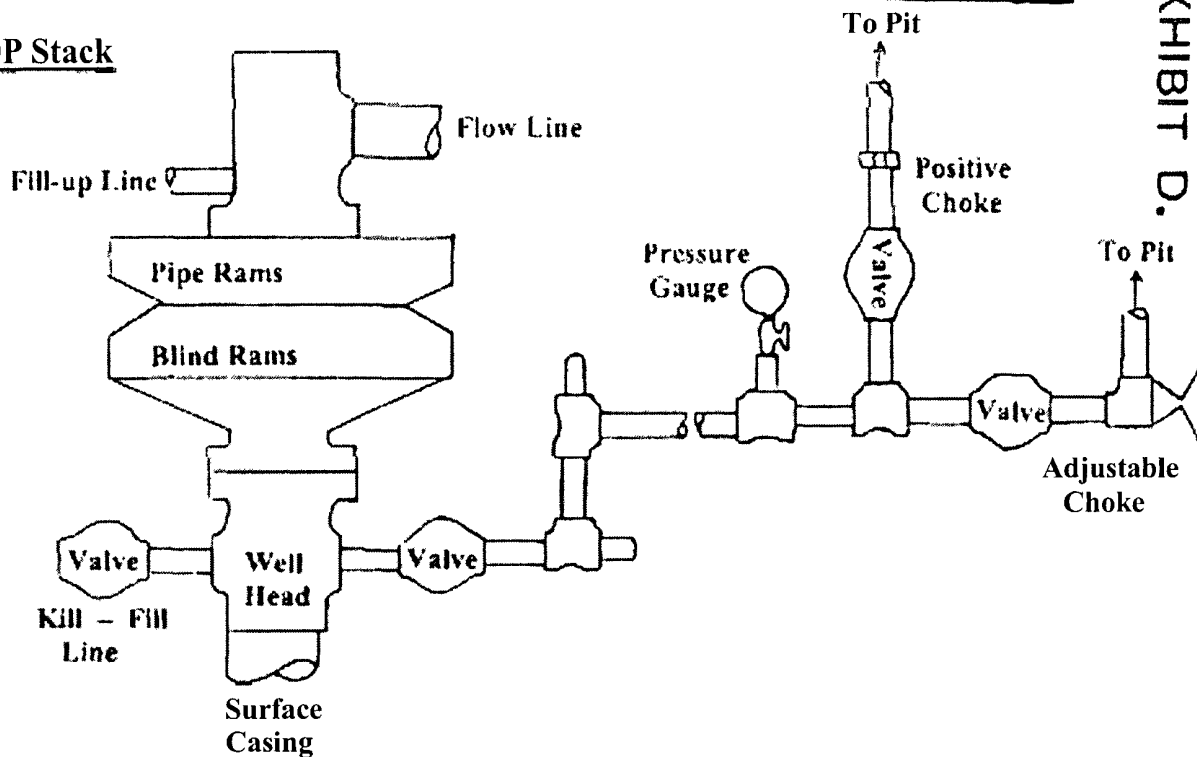 P Stack
To Pit
XHIBIT D.
Flow Line
Fill-up Line
Positive
Choke
Pipe Rams
Pressure
Gauge
Valve
To Pit
Blind Rams
Valve
Adjustable
Choke
Valve
Well
Head
Valve
Kill – Fill
Line
Surface
Casing